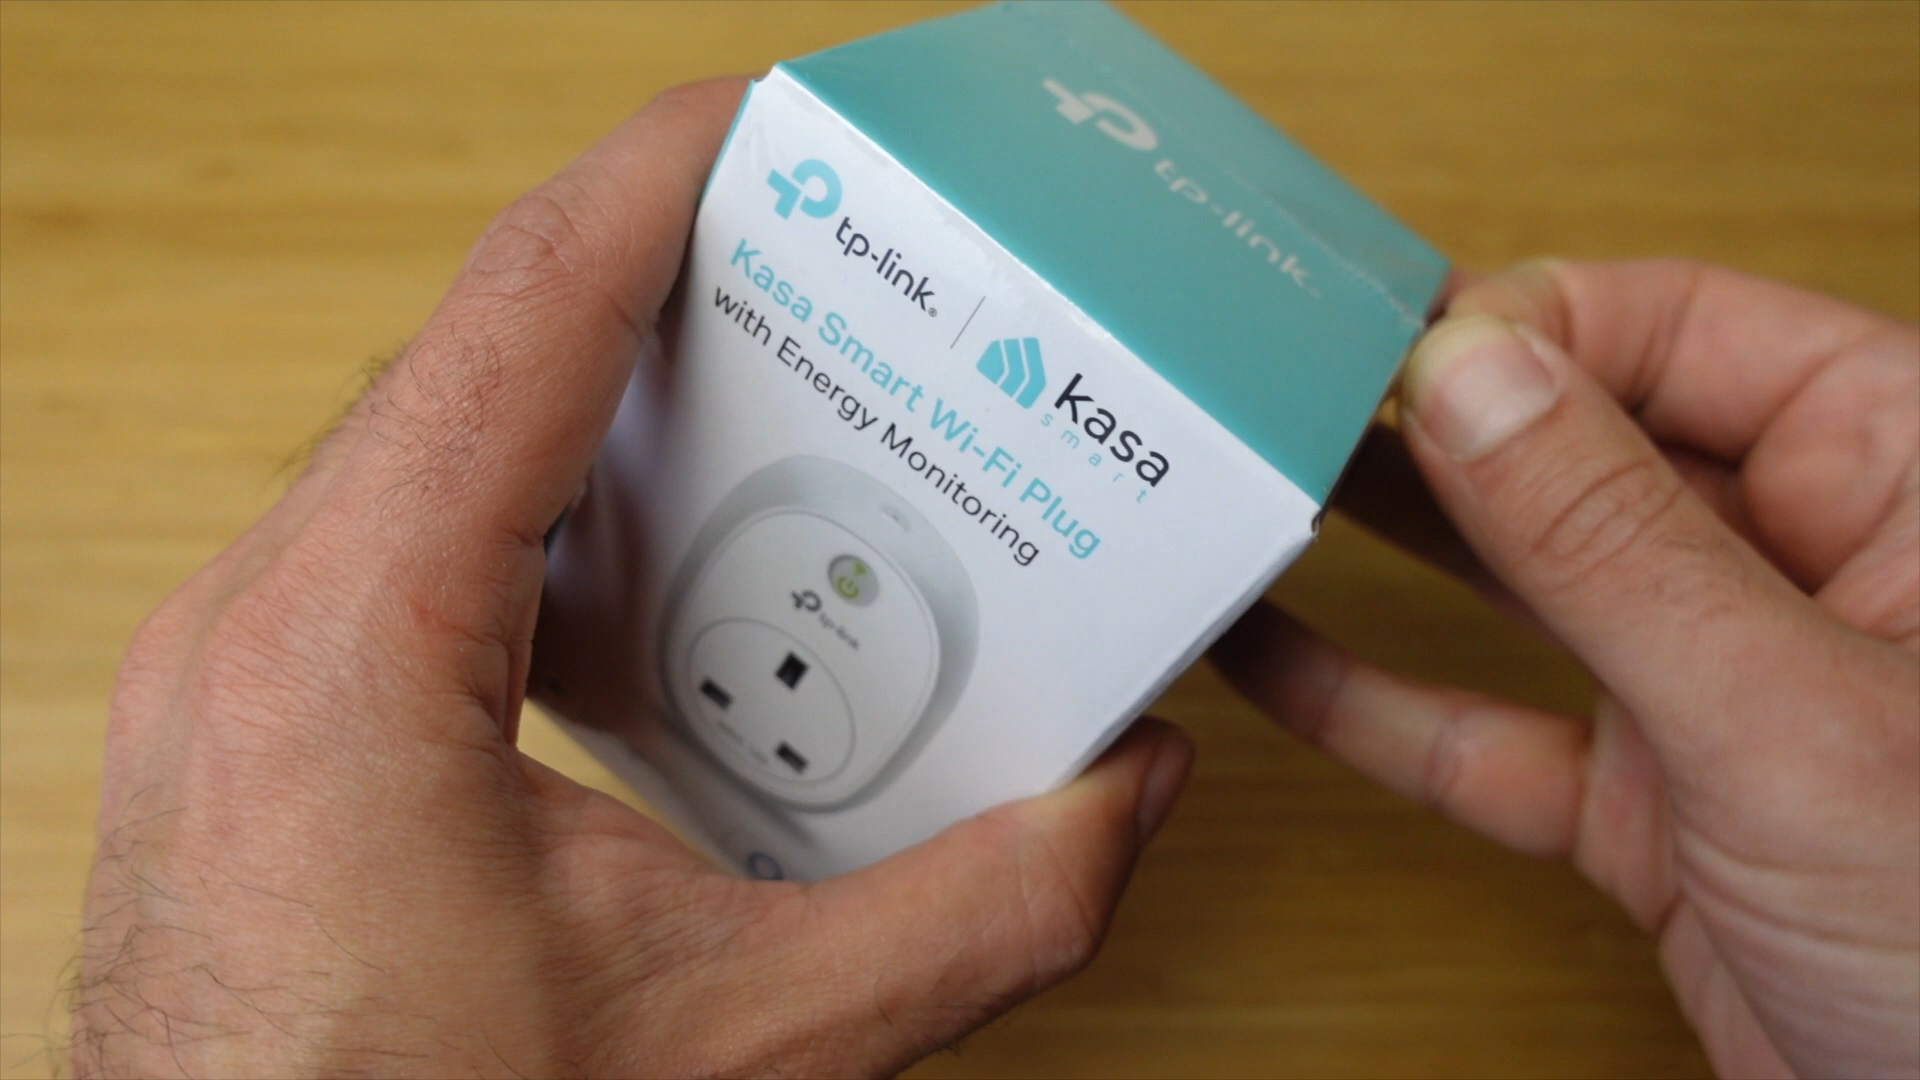 tp-link
tp-link®
kasa
smart
Kasa Smart Wi-Fi Plug
with Energy Monitoring
tp-link